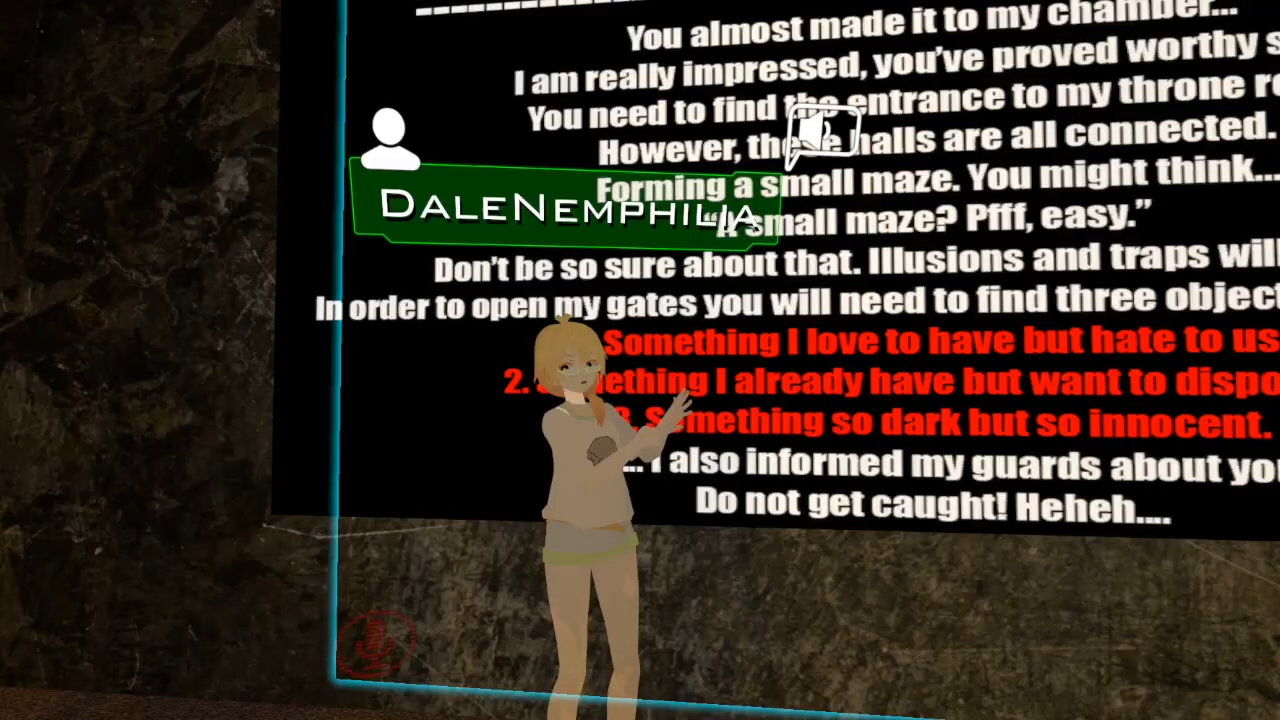 You almost made it to my chamber...
I am really impressed, you've proved worthy
You need to find the entrance to my throne
However, these halls are all connected.
Forming a small maze. You might think...
"A small maze? Pfff, easy."
Don't be so sure about that. Illusions and traps will
In order to open my gates you will need to find three
Something I love to have but hate to
2. Something I already have but want to
3. Something so dark but so innocent.
... I also informed my guards about
Do not get caught! Heheh....
DaleNemphilia